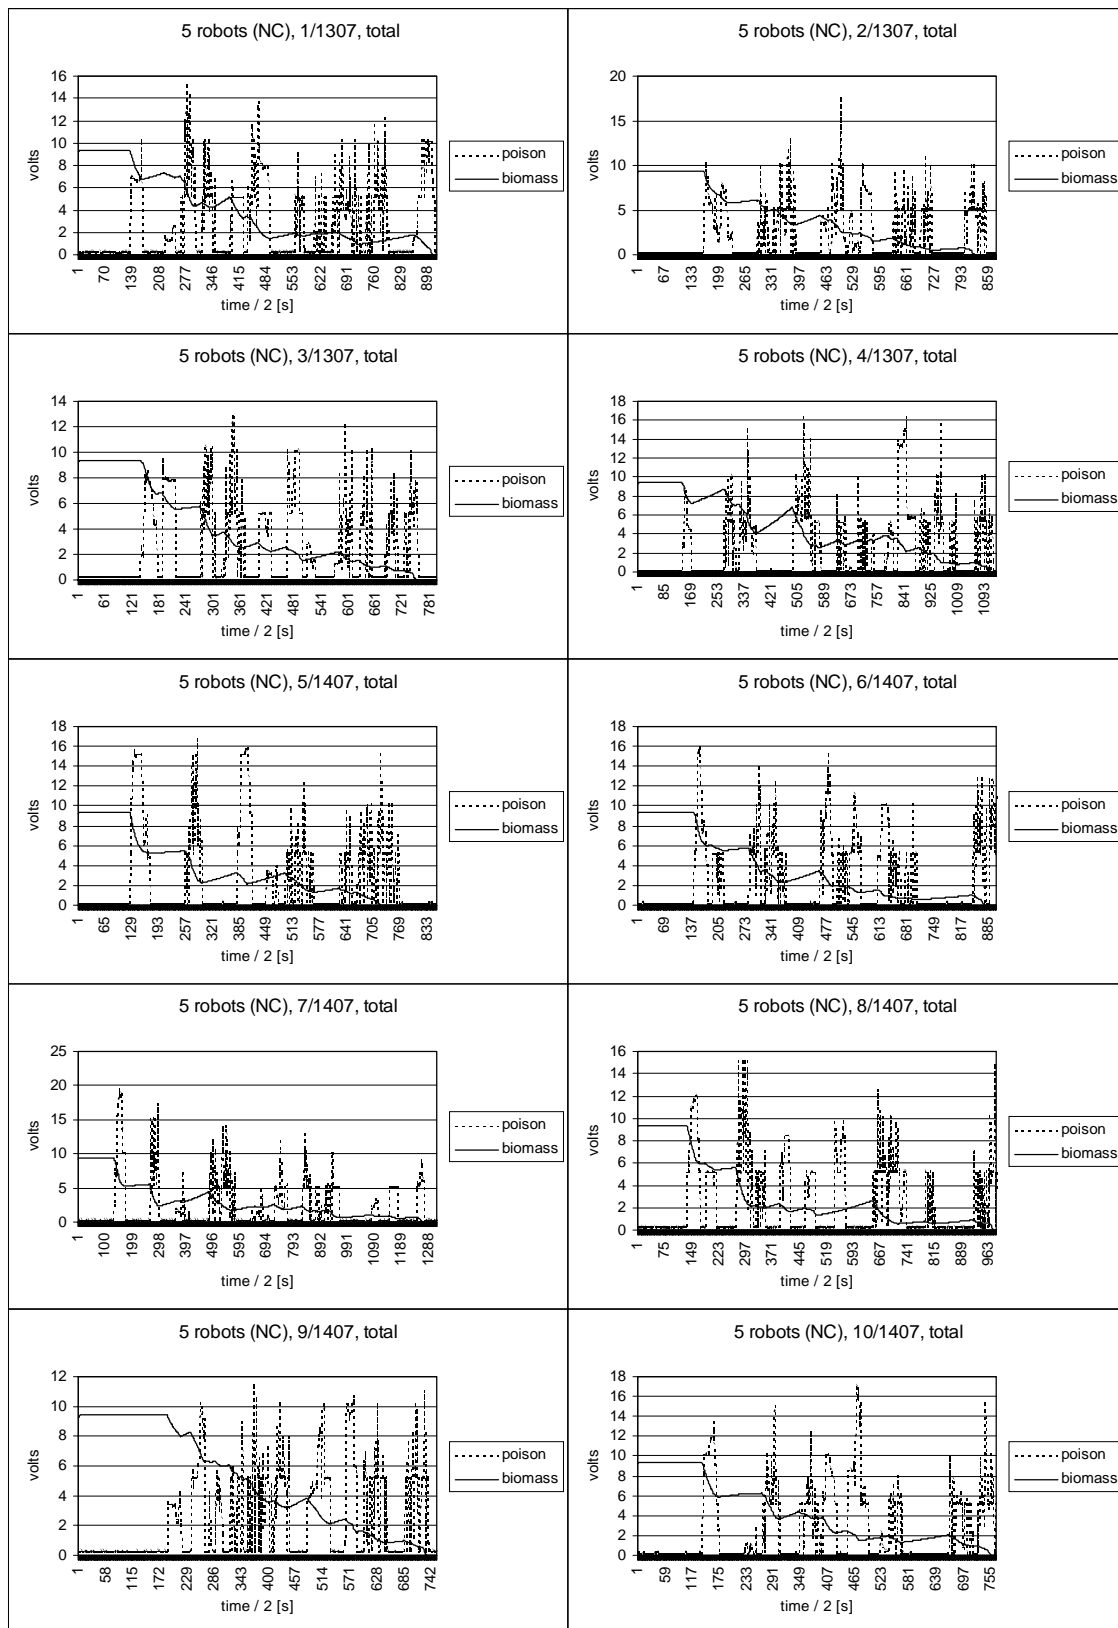 5 robots (NC), 1/1307, total
16
14
12
10
8
6
4
2
0
volts
1 70 139 208 277 346 415 484 553 622 691 760 829 898
time / 2 [s]
poison
biomass
5 robots (NC), 2/1307, total
20
15
10
5
0
volts
1 67 133 199 265 331 397 463 529 595 661 727 793 859
time / 2 [s]
poison
biomass
5 robots (NC), 3/1307, total
14
12
10
8
6
4
2
0
volts
1 61 121 181 241 301 361 421 481 541 601 661 721 781
time / 2 [s]
poison
biomass
5 robots (NC), 4/1307, total
18
16
14
12
10
8
6
4
2
0
volts
1 85 169 253 337 421 505 589 673 757 841 925 1009 1093
time / 2 [s]
poison
biomass
5 robots (NC), 5/1407, total
18
16
14
12
10
8
6
4
2
0
volts
1 65 129 193 257 321 385 449 513 577 641 705 769 833
time / 2 [s]
poison
biomass
5 robots (NC), 6/1407, total
18
16
14
12
10
8
6
4
2
0
volts
1 69 137 205 273 341 409 477 545 613 681 749 817 885
time / 2 [s]
poison
biomass
5 robots (NC), 7/1407, total
25
20
15
10
5
0
volts
1 100 199 298 397 496 595 694 793 892 991 1090 1189 1288
time / 2 [s]
poison
biomass
5 robots (NC), 8/1407, total
16
14
12
10
8
6
4
2
0
volts
1 75 149 223 297 371 445 519 593 667 741 815 889 963
time / 2 [s]
poison
biomass
5 robots (NC), 9/1407, total
12
10
8
6
4
2
0
volts
1 58 115 172 229 286 343 400 457 514 571 628 685 742
time / 2 [s]
poison
biomass
5 robots (NC), 10/1407, total
18
16
14
12
10
8
6
4
2
0
volts
1 59 117 175 233 291 349 407 465 523 581 639 697 755
time / 2 [s]
poison
biomass